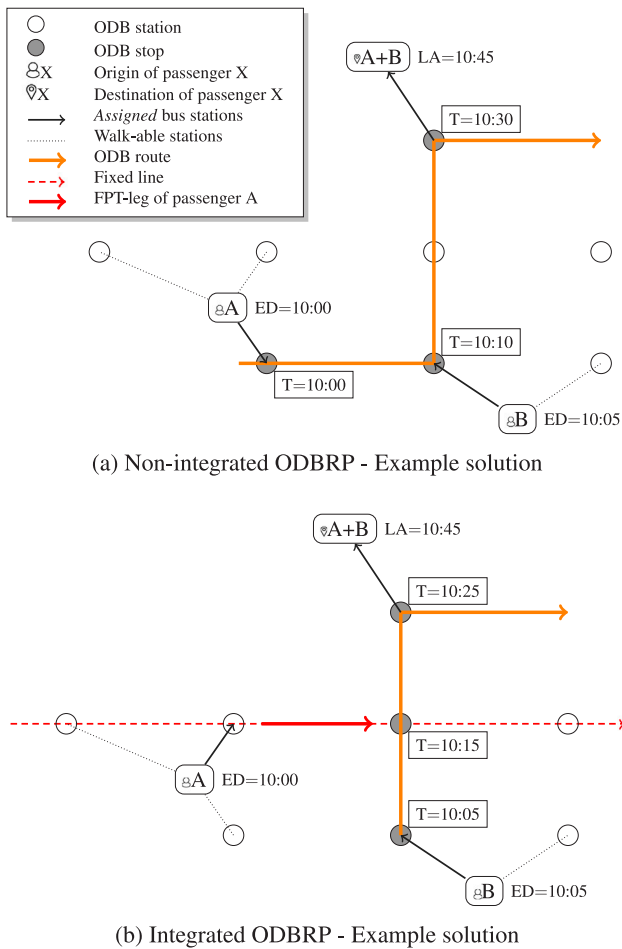 ODB station
ODB stop
X Origin of passenger X
X Destination of passenger X
Assigned bus stations
Walk-able stations
ODB route
Fixed line
FPT-leg of passenger A
A+B LA=10:45
T=10:30
A ED=10:00
T=10:10
T=10:00
B ED=10:05
(a) Non-integrated ODBRP - Example solution
A+B LA=10:45
T=10:25
T=10:15
A ED=10:00
T=10:05
B ED=10:05
(b) Integrated ODBRP - Example solution